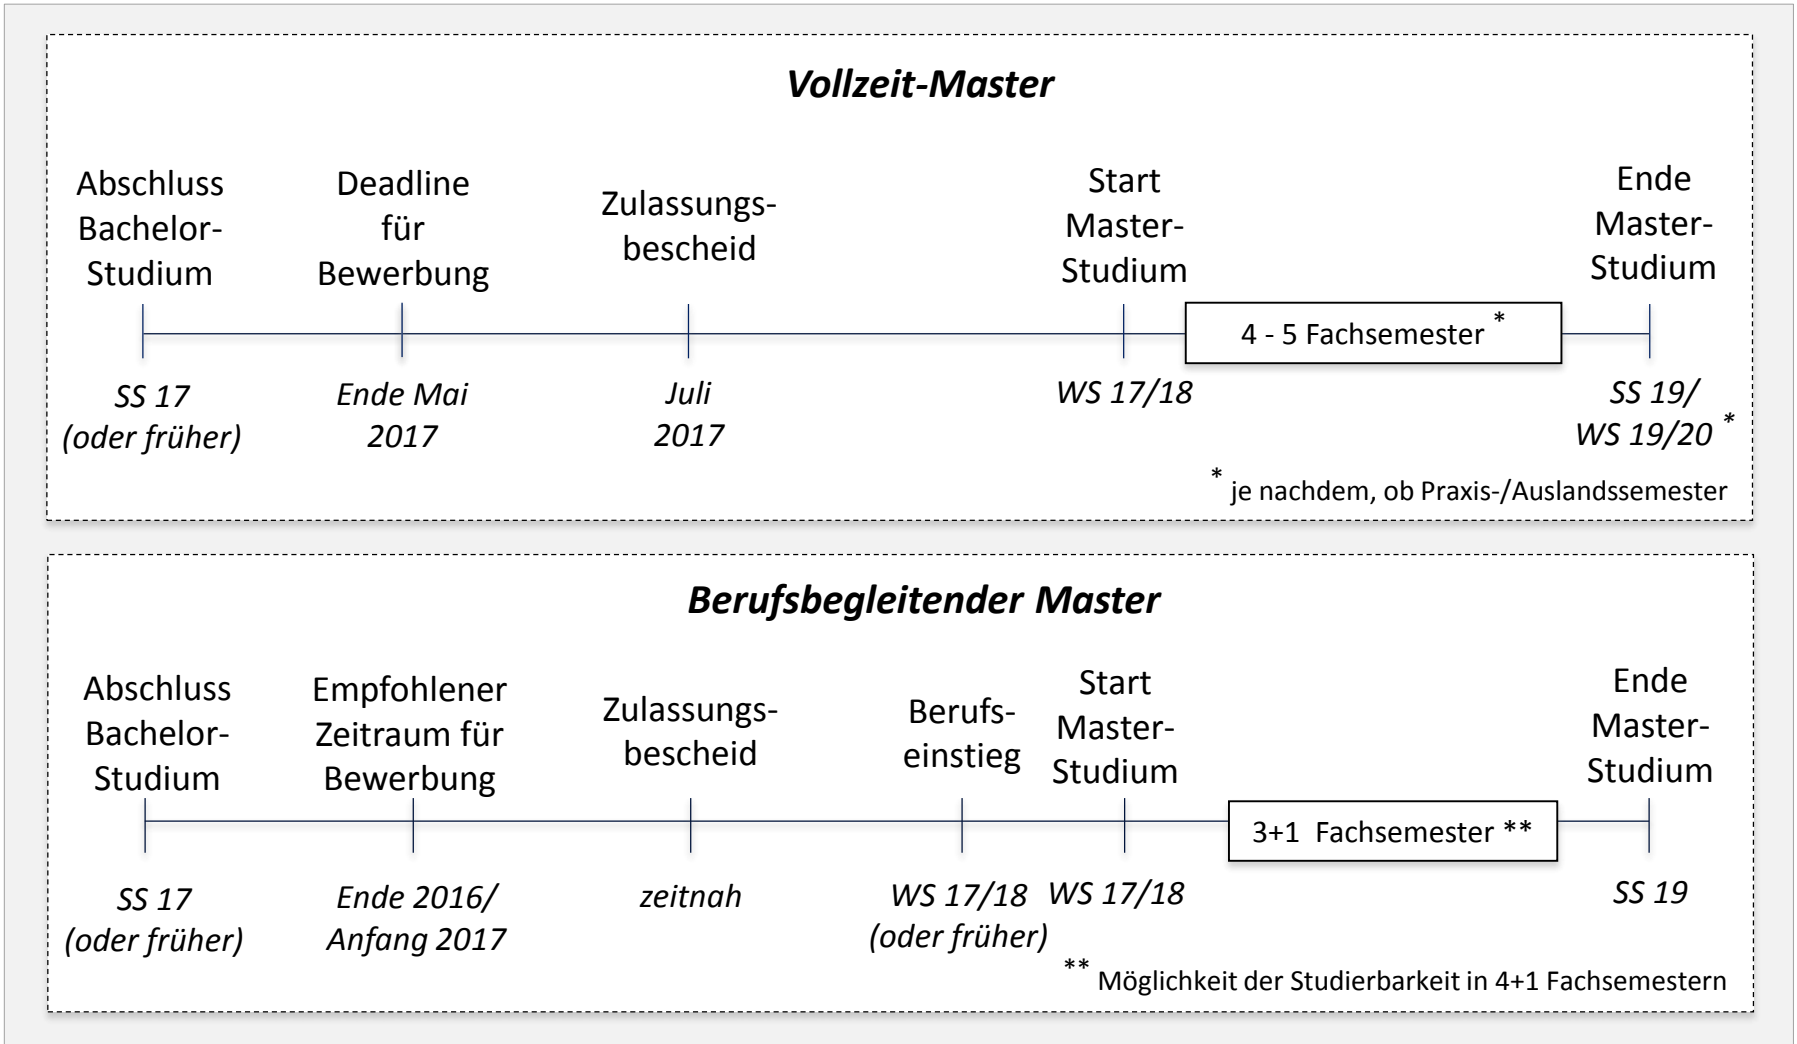 Vollzeit-Master
Abschluss
Bachelor-
Studium
Deadline
für
Bewerbung
Zulassungs-
bescheid
Start
Master-
Studium
Ende
Master-
Studium
4 - 5 Fachsemester *
SS 17
(oder früher)
Ende Mai
2017
Juli
2017
WS 17/18
SS 19/
WS 19/20 *
* je nachdem, ob Praxis-/Auslandssemester
Berufsbegleitender Master
Abschluss
Bachelor-
Studium
Empfohlener
Zeitraum für
Bewerbung
Zulassungs-
bescheid
Berufs-
einstieg
Start
Master-
Studium
Ende
Master-
Studium
3+1 Fachsemester **
SS 17
(oder früher)
Ende 2016/
Anfang 2017
zeitnah
WS 17/18
(oder früher)
WS 17/18
SS 19
** Möglichkeit der Studierbarkeit in 4+1 Fachsemestern